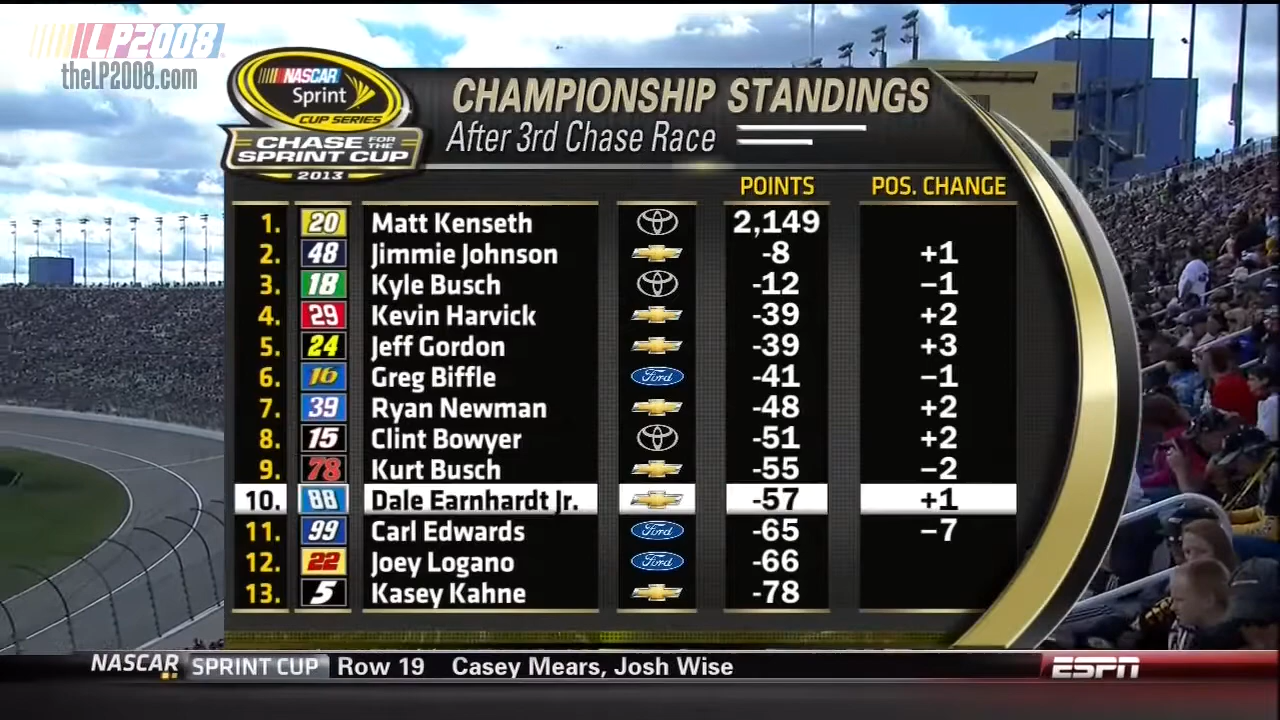 LP2008
theLP2008.com
NASCAR
Sprint
CUP SERIES
CHASE FOR THE
SPRINT CUP
2013
CHAMPIONSHIP STANDINGS
After 3rd Chase Race
POINTS POS. CHANGE
1. 20 Matt Kenseth 2,149
2. 48 Jimmie Johnson -8 +1
3. 18 Kyle Busch -12 -1
4. 29 Kevin Harvick -39 +2
5. 24 Jeff Gordon -39 +3
6. 16 Greg Biffle Ford -41 -1
7. 39 Ryan Newman -48 +2
8. 15 Clint Bowyer -51 +2
9. 78 Kurt Busch -55 -2
10. 88 Dale Earnhardt Jr. -57 +1
11. 99 Carl Edwards Ford -65 -7
12. 22 Joey Logano Ford -66
13. 5 Kasey Kahne -78
NASCAR SPRINT CUP Row 19 Casey Mears, Josh Wise ESPN